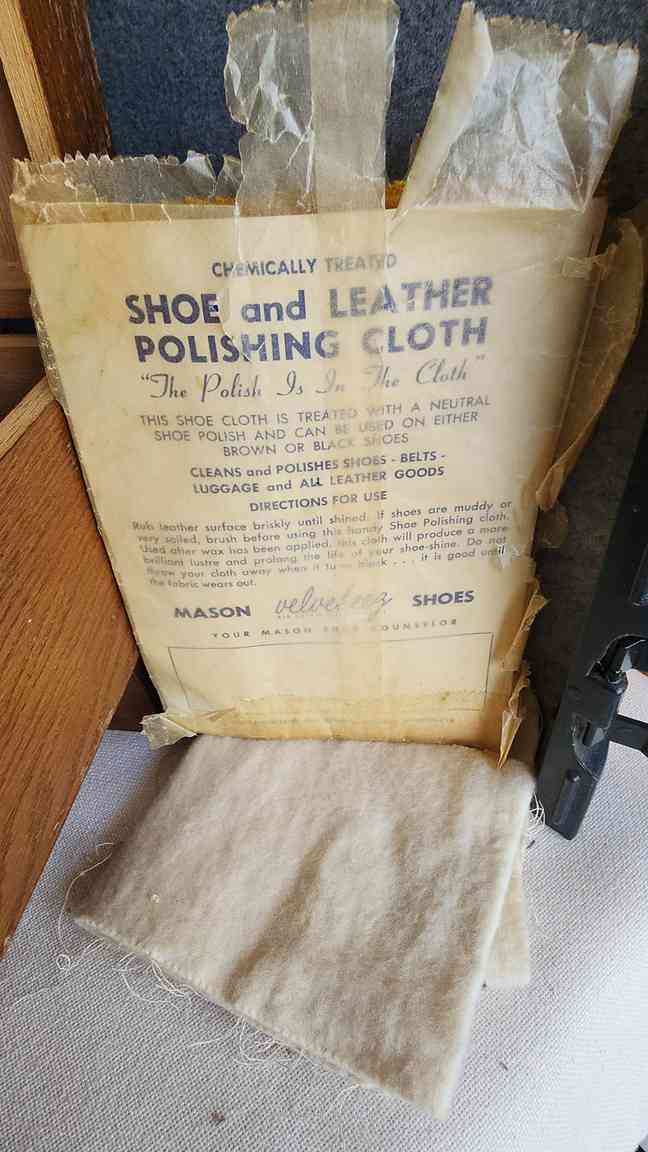 CHEMICALLY TREATED
SHOE and LEATHER
POLISHING CLOTH
"The Polish Is In The Cloth"
THIS SHOE CLOTH IS TREATED WITH A NEUTRAL
SHOE POLISH AND CAN BE USED ON EITHER
BROWN OR BLACK SHOES
CLEANS and POLISHES SHOES - BELTS -
LUGGAGE and ALL LEATHER GOODS
DIRECTIONS FOR USE
Rub leather surface briskly until shined. If shoes are muddy or
very soiled, brush before using this handy Shoe Polishing cloth.
Used after wax has been applied, this cloth will produce a more
brilliant lustre and prolong the life of your shoe-shine. Do not
throw your cloth away when it turns black . . . it is good until
the fabric wears out.
MASON velvet-eez SHOES
YOUR MASON SHOE COUNSELOR